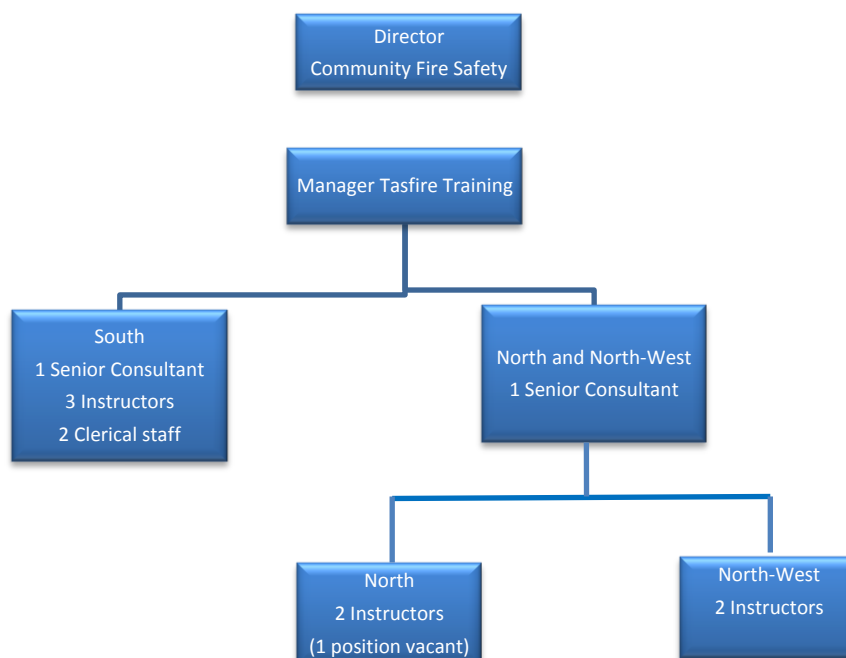 Director
Community Fire Safety
Manager Tasfire Training
South
1 Senior Consultant
3 Instructors
2 Clerical staff
North and North-West
1 Senior Consultant
North
2 Instructors
(1 position vacant)
North-West
2 Instructors